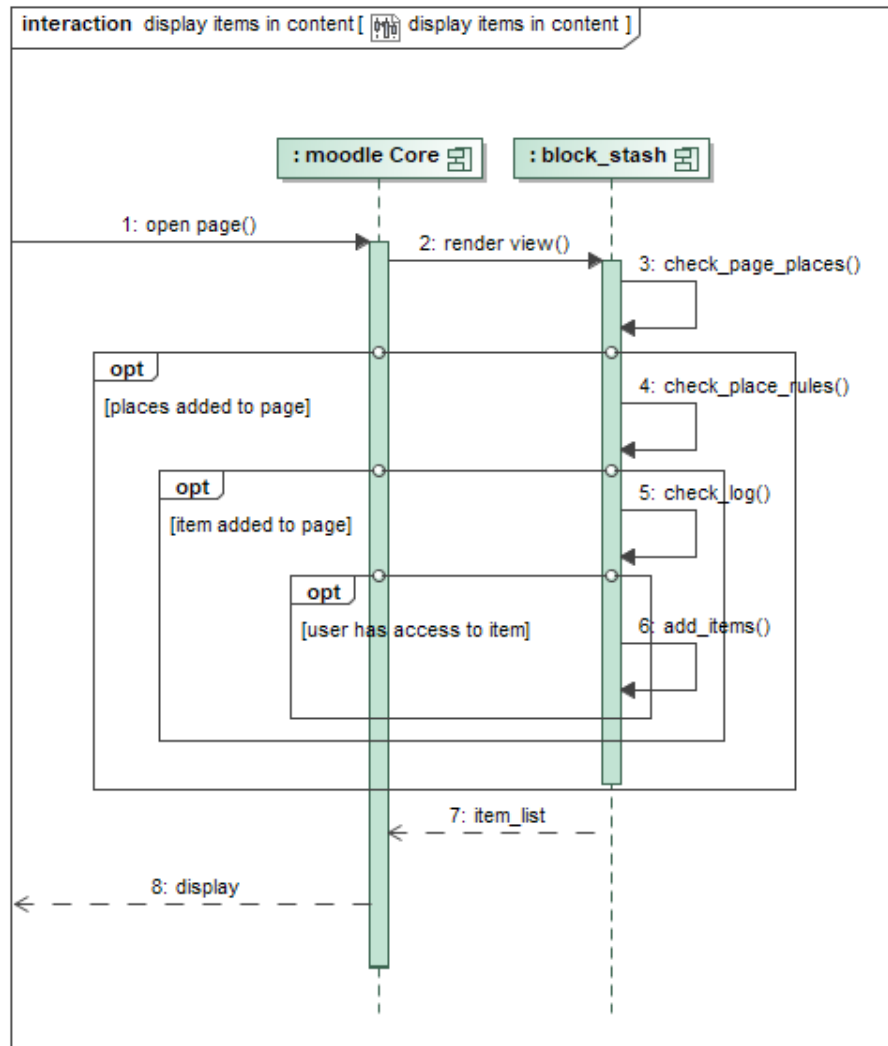 interaction display items in content [ display items in content ]
: moodle Core
: block_stash
1: open page()
2: render view()
3: check_page_places()
opt
[places added to page]
4: check_place_rules()
opt
[item added to page]
5: check_log()
opt
[user has access to item]
6: add_items()
7: item_list
8: display